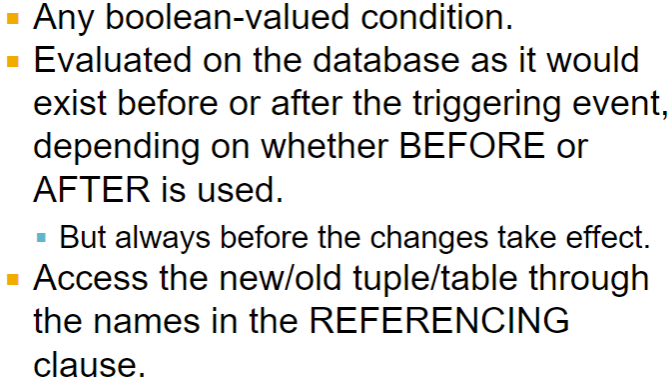 Any boolean-valued condition.
Evaluated on the database as it would
exist before or after the triggering event,
depending on whether BEFORE or
AFTER is used.
But always before the changes take effect.
Access the new/old tuple/table through
the names in the REFERENCING
clause.